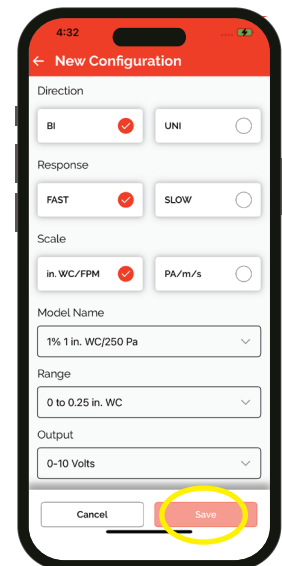 4:32
← New Configuration
Direction
BI UNI
Response
FAST SLOW
Scale
in. WC/FPM PA/m/s
Model Name
1% 1 in. WC/250 Pa
Range
0 to 0.25 in. WC
Output
0-10 Volts
Cancel Save